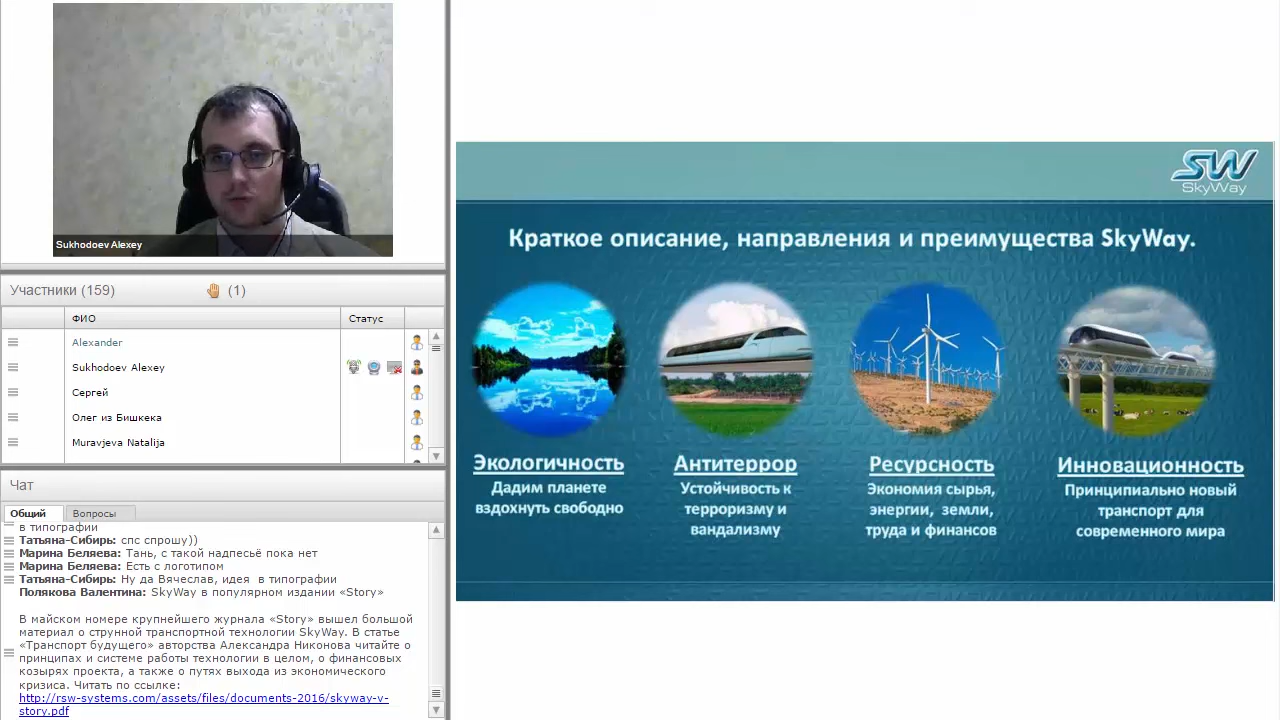 Sukhodoev Alexey
Участники (159)
(1)
ФИО
Статус
Alexander
Sukhodoev Alexey
Сергей
Олег из Бишкека
Muravjeva Natalija
Чат
Общий
Вопросы
в типографии
Татьяна-Сибирь: спс спрошу))
Марина Беляева: Тань, с такой надпесьё пока нет
Марина Беляева: Есть с логотипом
Татьяна-Сибирь: Ну да Вячеслав, идея в типографии
Полякова Валентина: SkyWay в популярном издании «Story»
В майском номере крупнейшего журнала «Story» вышел большой
материал о струнной транспортной технологии SkyWay. В статье
«Транспорт будущего» авторства Александра Никонова читайте о
принципах и системе работы технологии в целом, о финансовых
козырях проекта, а также о путях выхода из экономического
кризиса. Читать по ссылке:
http://rsw-systems.com/assets/files/documents-2016/skyway-v-
story.pdf
SW
SkyWay
Краткое описание, направления и преимущества SkyWay.
Экологичность
Дадим планете
вздохнуть свободно
Антитеррор
Устойчивость к
терроризму и
вандализму
Ресурсность
Экономия сырья,
энергии, земли,
труда и финансов
Инновационность
Принципиально новый
транспорт для
современного мира